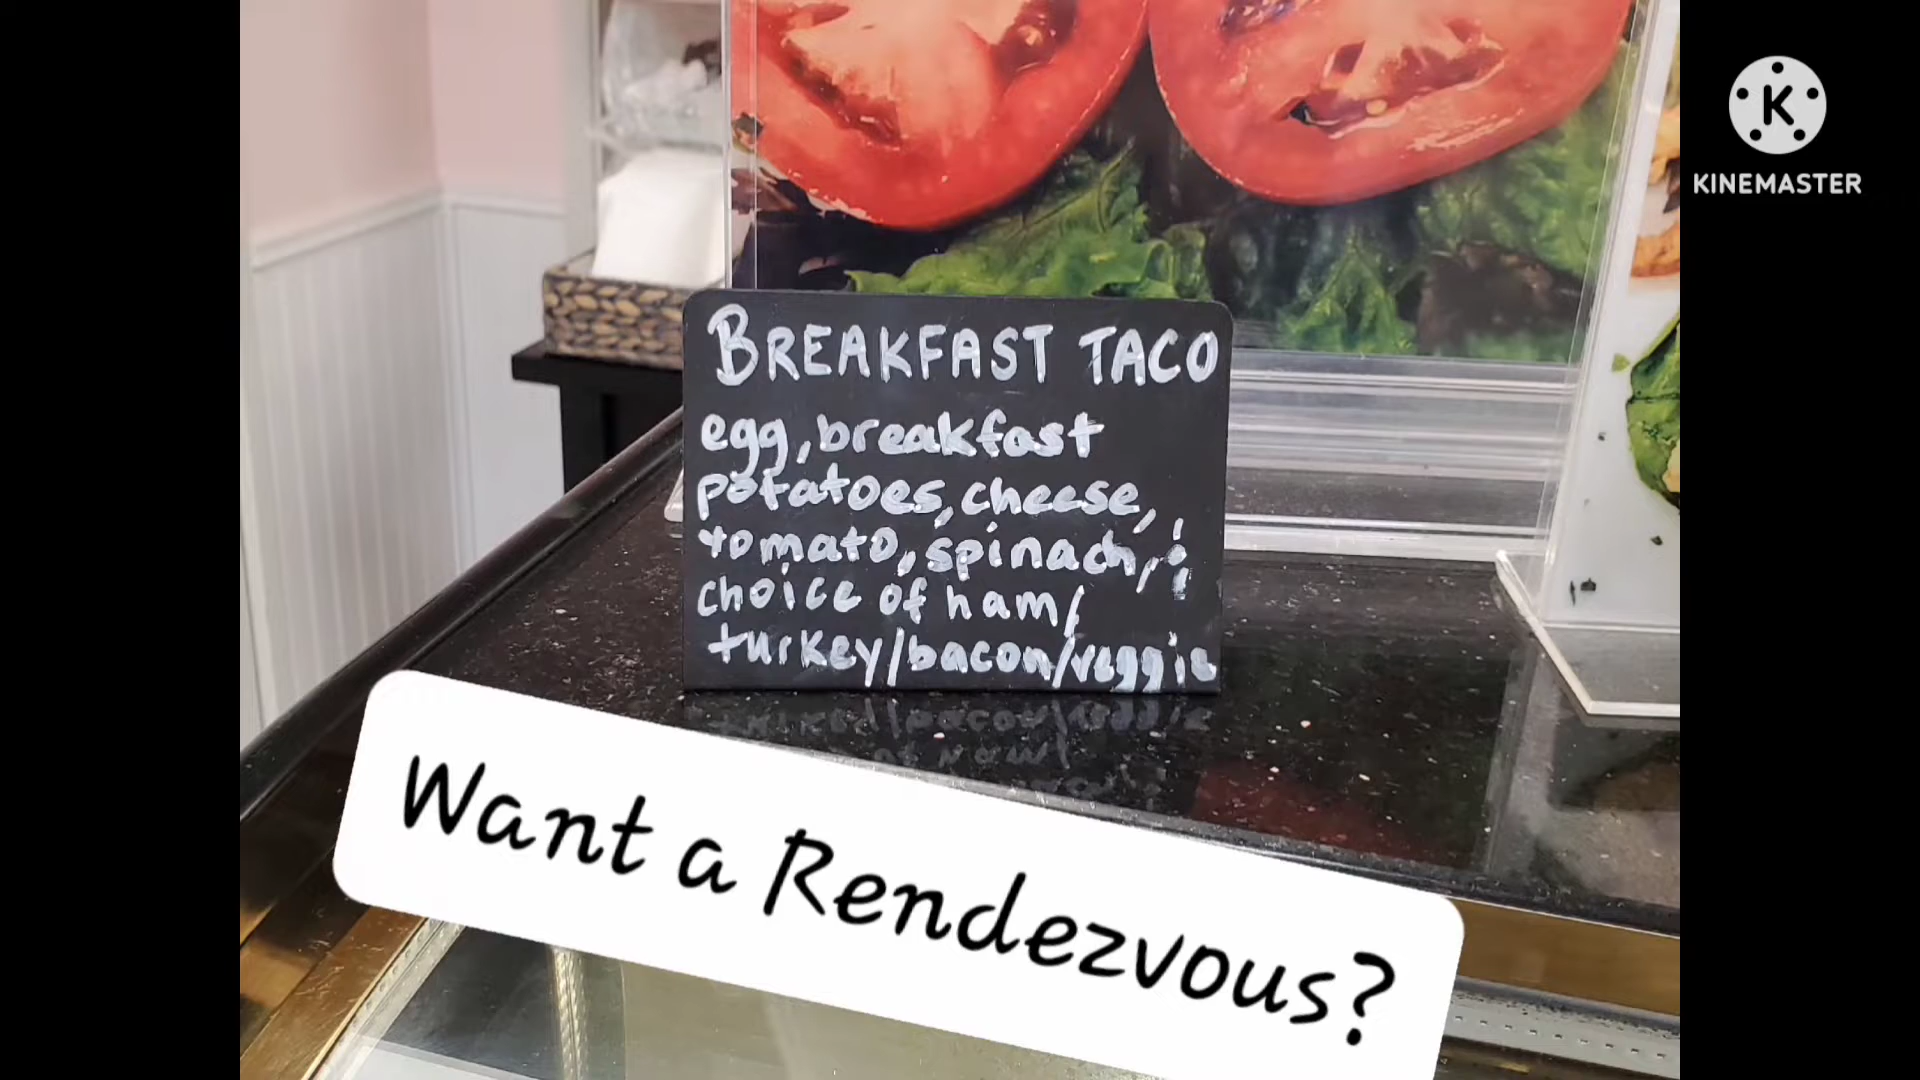 KINEMASTER
BREAKFAST TACO
egg, breakfast
potatoes, cheese,
tomato, spinach, ;
choice of ham/
turkey/bacon/veggie
Want a Rendezvous?